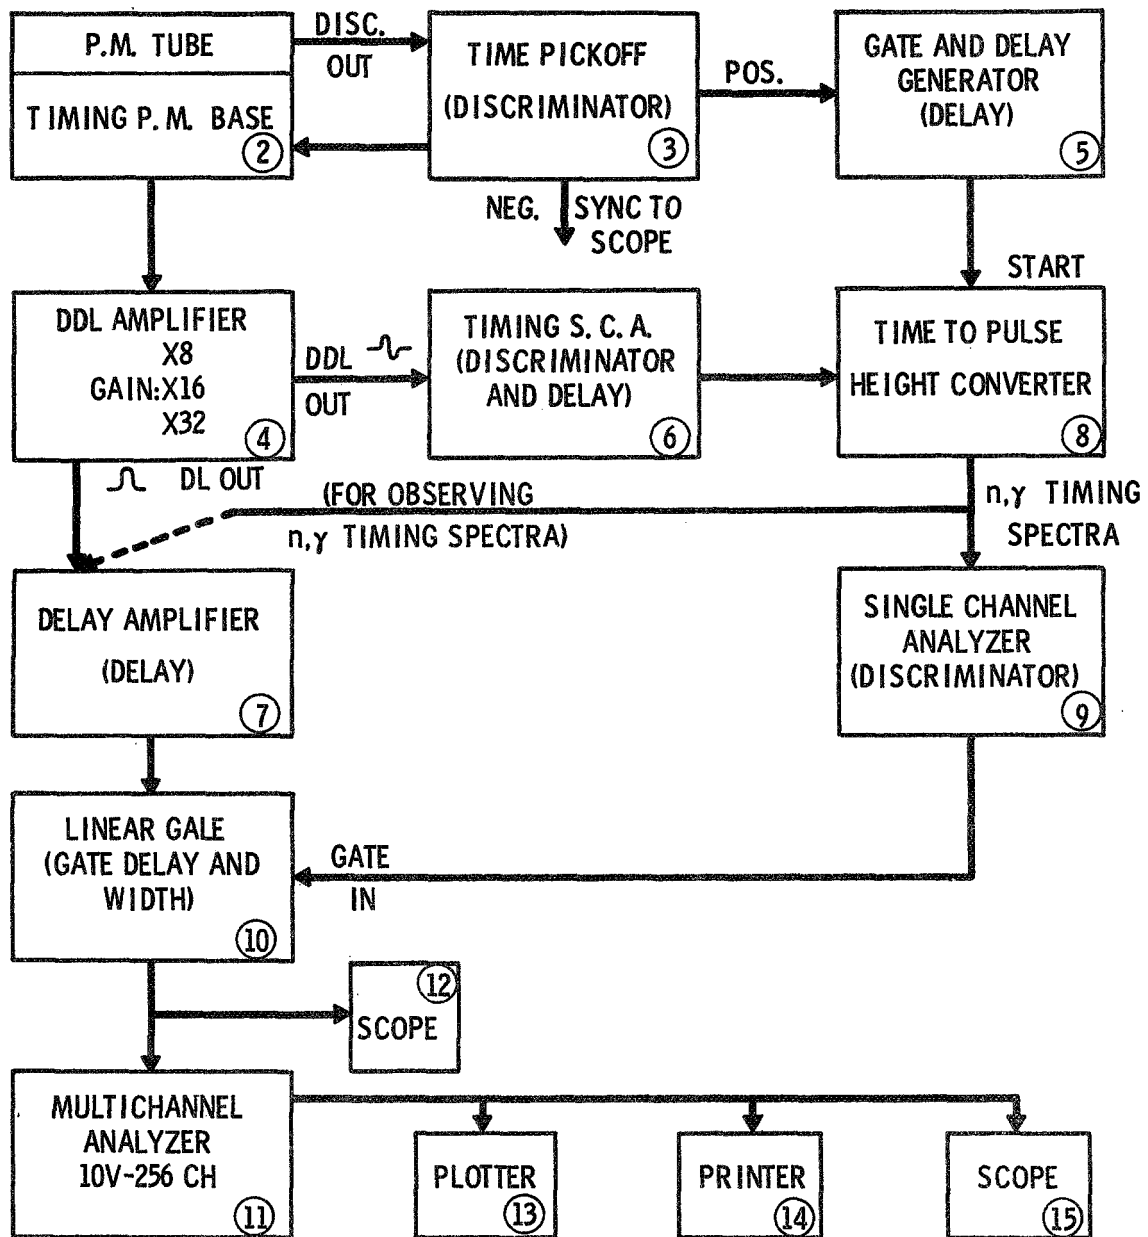 P.M. TUBE
TIMING P.M. BASE
2
DISC.
OUT
TIME PICKOFF
(DISCRIMINATOR)
3
POS.
GATE AND DELAY
GENERATOR
(DELAY)
5
NEG. SYNC TO
SCOPE
START
DDL AMPLIFIER
X8
GAIN:X16
X32
4
DDL
OUT
TIMING S.C.A.
(DISCRIMINATOR
AND DELAY)
6
TIME TO PULSE
HEIGHT CONVERTER
8
DL OUT
(FOR OBSERVING
n,γ TIMING SPECTRA)
n,γ TIMING
SPECTRA
DELAY AMPLIFIER
(DELAY)
7
SINGLE CHANNEL
ANALYZER
(DISCRIMINATOR)
9
LINEAR GALE
(GATE DELAY AND
WIDTH)
10
GATE
IN
12
SCOPE
MULTICHANNEL
ANALYZER
10V-256 CH
11
PLOTTER
13
PRINTER
14
SCOPE
15